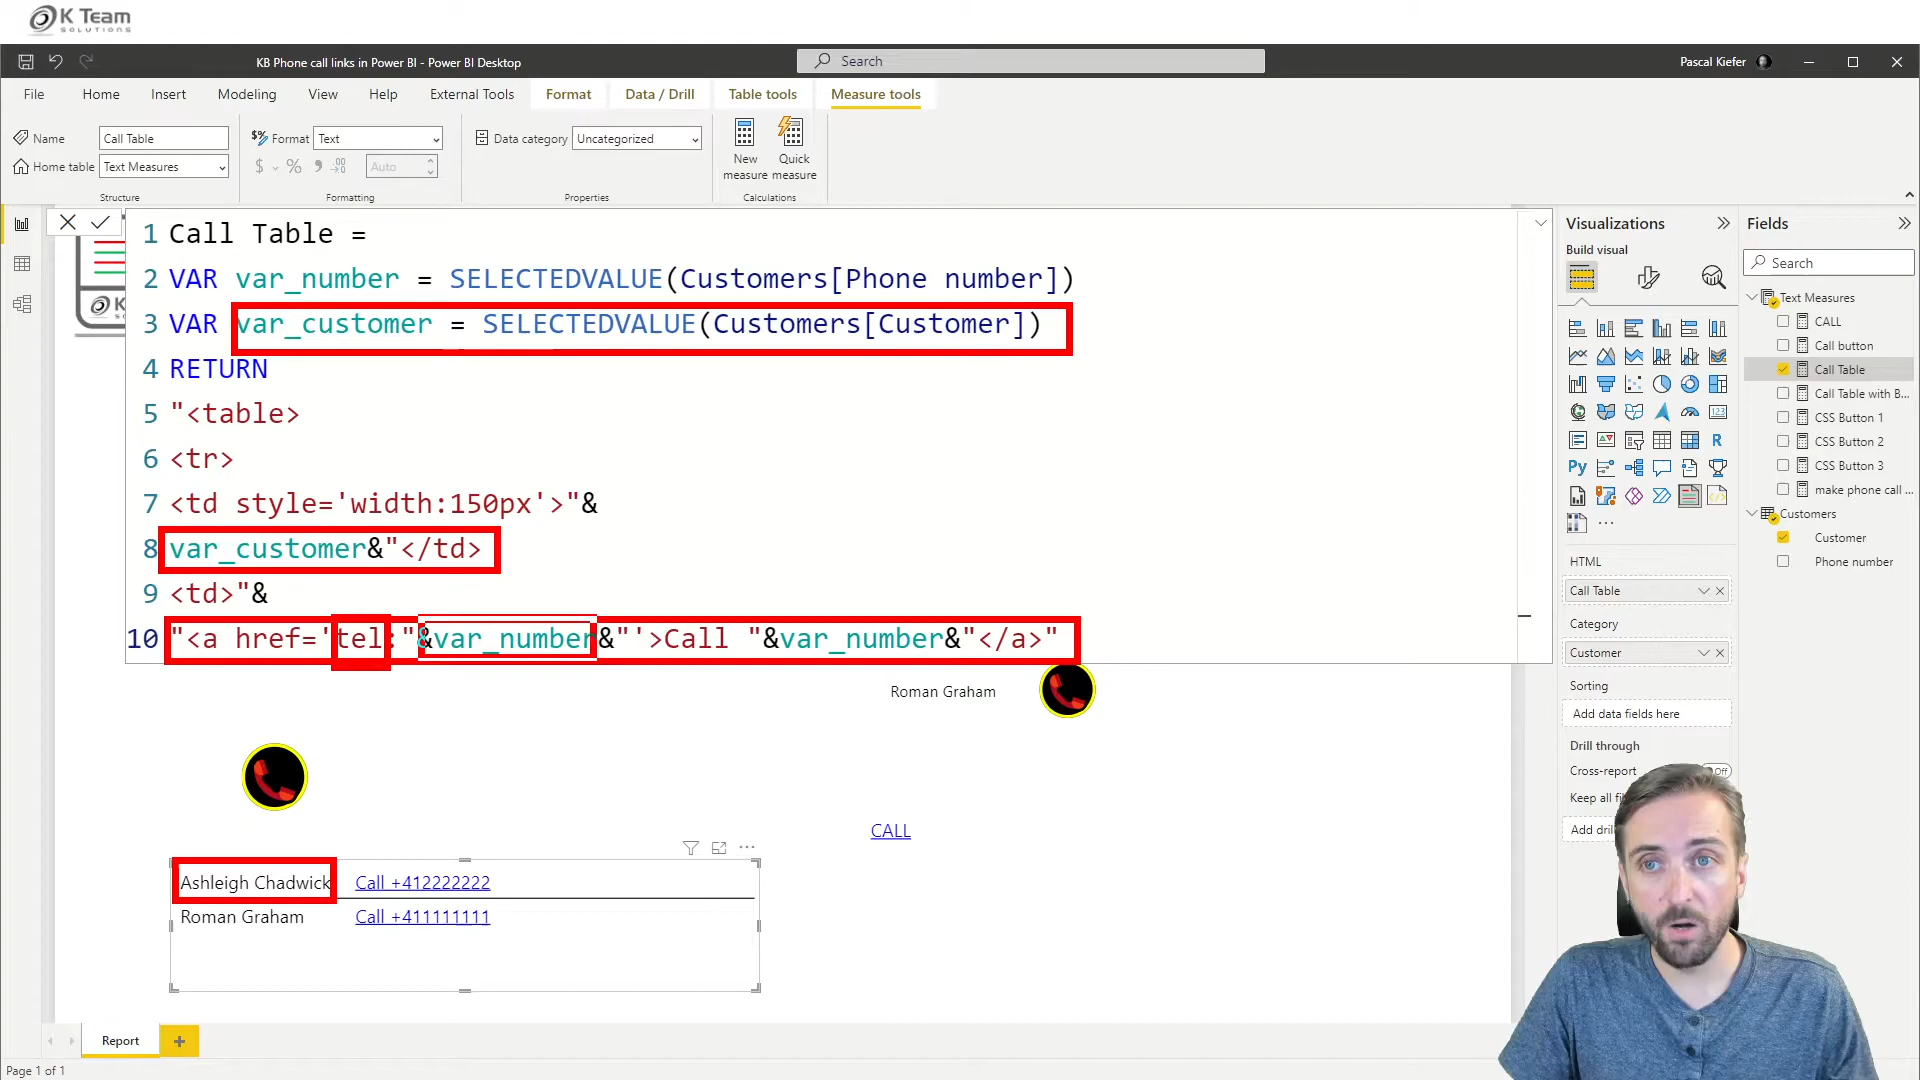 K Team
SOLUTIONS
KB Phone call links in Power BI - Power BI Desktop
Search
Pascal Kiefer
File
Home
Insert
Modeling
View
Help
External Tools
Format
Data / Drill
Table tools
Measure tools
Name
Call Table
Format
Text
Data category
Uncategorized
New
measure
Quick
measure
Home table
Text Measures
$
%
Auto
Structure
Formatting
Properties
Calculations
1 Call Table =
2 VAR var_number = SELECTEDVALUE(Customers[Phone number])
3 VAR var_customer = SELECTEDVALUE(Customers[Customer])
4 RETURN
5 "<table>
6 <tr>
7 <td style='width:150px'>"&
8 var_customer&"</td>
9 <td>"&
10 "<a href='tel:"&var_number&"'>Call "&var_number&"</a>"
Roman Graham
CALL
Ashleigh Chadwick
Call +412222222
Roman Graham
Call +411111111
Visualizations
Build visual
123
R
Py
HTML
Call Table
Category
Customer
Sorting
Add data fields here
Drill through
Cross-report
Off
Keep all
Add
Fields
Search
Text Measures
CALL
Call button
Call Table
Call Table with B...
CSS Button 1
CSS Button 2
CSS Button 3
make phone call ...
Customers
Customer
Phone number
Report
Page 1 of 1